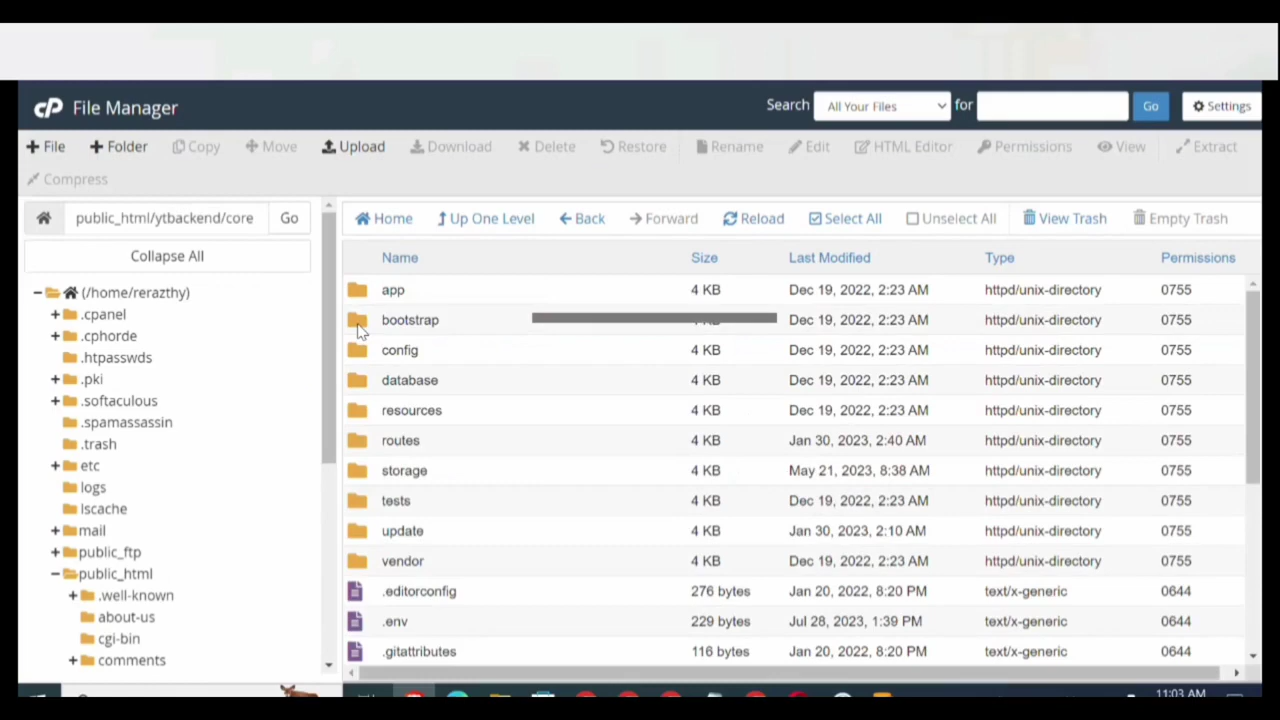 cP File Manager
Search All Your Files for Go Settings
File Folder Copy Move Upload Download Delete Restore Rename Edit HTML Editor Permissions View Extract
Compress
public_html/ytbackend/core Go
Home Up One Level Back Forward Reload Select All Unselect All View Trash Empty Trash
Collapse All
(/home/rerazthy)
.cpanel
.cphorde
.htpasswds
.pki
.softaculous
.spamassassin
.trash
etc
logs
lscache
mail
public_ftp
public_html
.well-known
about-us
cgi-bin
comments
Name Size Last Modified Type Permissions
app 4 KB Dec 19, 2022, 2:23 AM httpd/unix-directory 0755
bootstrap Dec 19, 2022, 2:23 AM httpd/unix-directory 0755
config 4 KB Dec 19, 2022, 2:23 AM httpd/unix-directory 0755
database 4 KB Dec 19, 2022, 2:23 AM httpd/unix-directory 0755
resources 4 KB Dec 19, 2022, 2:23 AM httpd/unix-directory 0755
routes 4 KB Jan 30, 2023, 2:40 AM httpd/unix-directory 0755
storage 4 KB May 21, 2023, 8:38 AM httpd/unix-directory 0755
tests 4 KB Dec 19, 2022, 2:23 AM httpd/unix-directory 0755
update 4 KB Jan 30, 2023, 2:10 AM httpd/unix-directory 0755
vendor 4 KB Dec 19, 2022, 2:23 AM httpd/unix-directory 0755
.editorconfig 276 bytes Jan 20, 2022, 8:20 PM text/x-generic 0644
.env 229 bytes Jul 28, 2023, 1:39 PM text/x-generic 0644
.gitattributes 116 bytes Jan 20, 2022, 8:20 PM text/x-generic 0644
11:03 AM